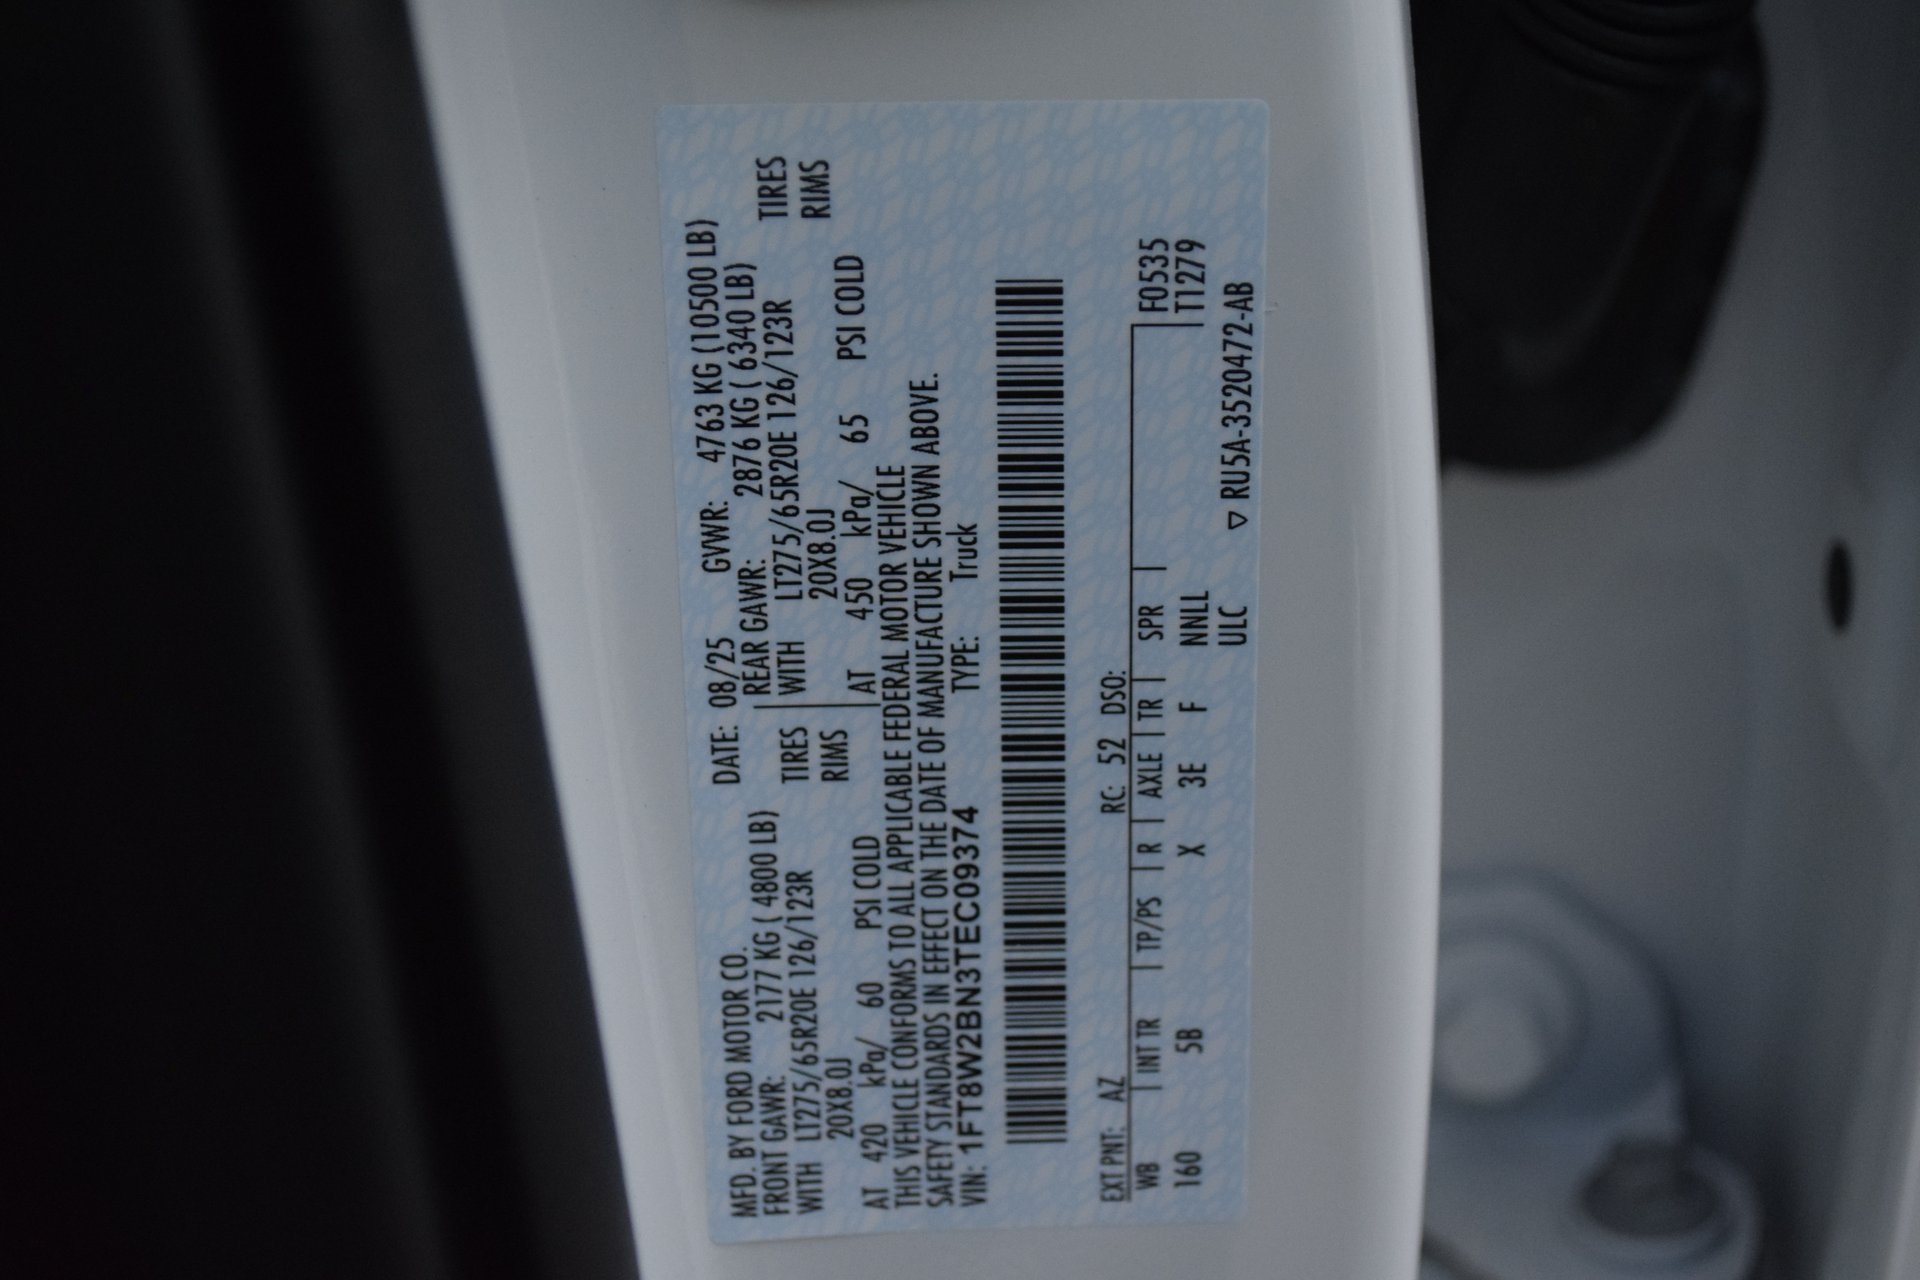 MFD. BY FORD MOTOR CO. DATE: 08/25 GVWR: 4763 KG (10500 LB)
FRONT GAWR: 2177 KG ( 4800 LB) REAR GAWR: 2876 KG ( 6340 LB)
WITH LT275/65R20E 126/123R TIRES WITH LT275/65R20E 126/123R TIRES
20X8.0J RIMS 20X8.0J RIMS
AT 420 kPa/ 60 PSI COLD AT 450 kPa/ 65 PSI COLD
THIS VEHICLE CONFORMS TO ALL APPLICABLE FEDERAL MOTOR VEHICLE
SAFETY STANDARDS IN EFFECT ON THE DATE OF MANUFACTURE SHOWN ABOVE.
VIN: 1FT8W2BN3TEC09374 TYPE: Truck
EXT PNT: AZ RC: 52 DSO:
WB | INT TR | TP/PS | R | AXLE | TR | SPR | F0535
160 5B X 3E F NNLL T1279
ULC ▽ RU5A-3520472-AB